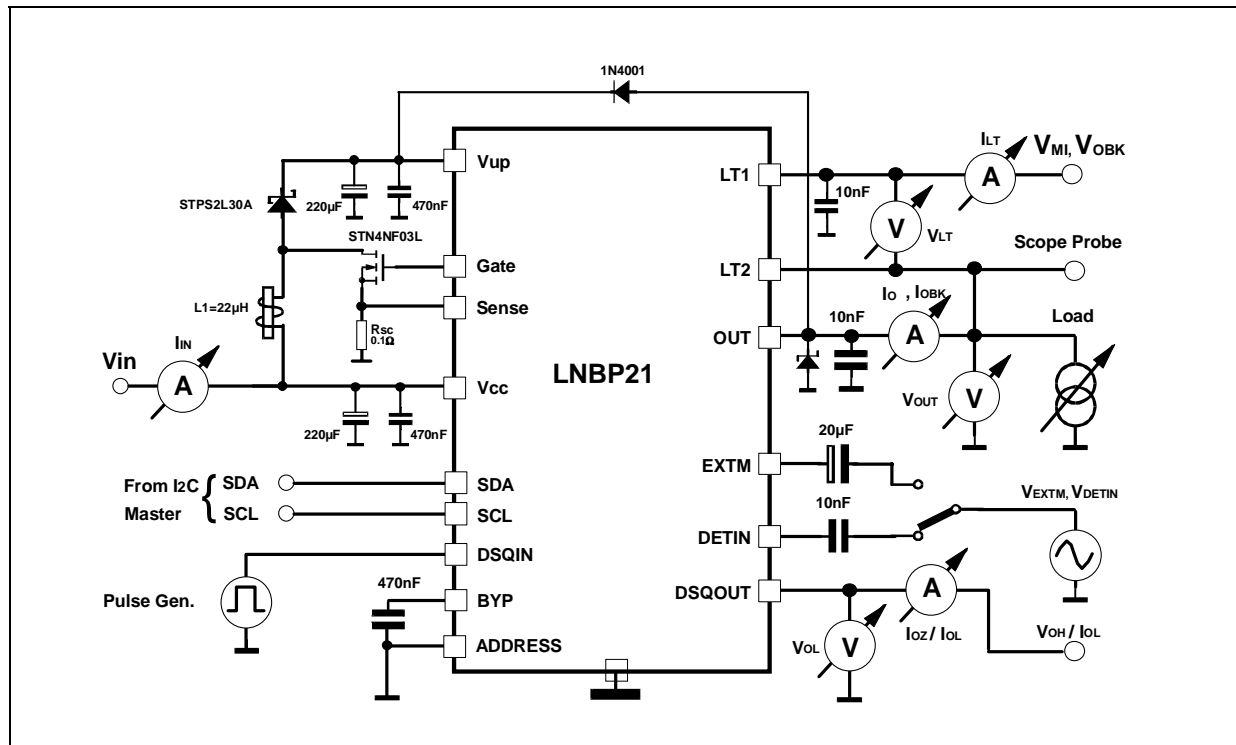 1N4001
Vup
STPS2L30A
220µF
470nF
STN4NF03L
Gate
L1=22µH
Sense
Rsc
0.1Ω
Vin
IIN
A
Vcc
220µF
470nF
From I2C
Master
SDA
SCL
SDA
SCL
DSQIN
Pulse Gen.
470nF
BYP
ADDRESS
LNBP21
LT1
10nF
ILT
A
VMI, VOBK
V
VLT
LT2
Scope Probe
IO , IOBK
OUT
10nF
A
Load
VOUT
V
20µF
EXTM
10nF
DETIN
VEXTM, VDETIN
DSQOUT
A
IOZ / IOL
VOL
V
VOH / IOL